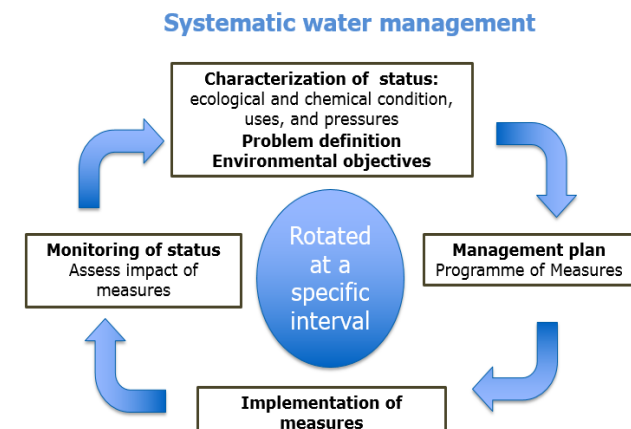 Systematic water management
Characterization of status:
ecological and chemical condition,
uses, and pressures
Problem definition
Environmental objectives
Monitoring of status
Assess impact of
measures
Rotated
at a
specific
interval
Management plan
Programme of Measures
Implementation of
measures